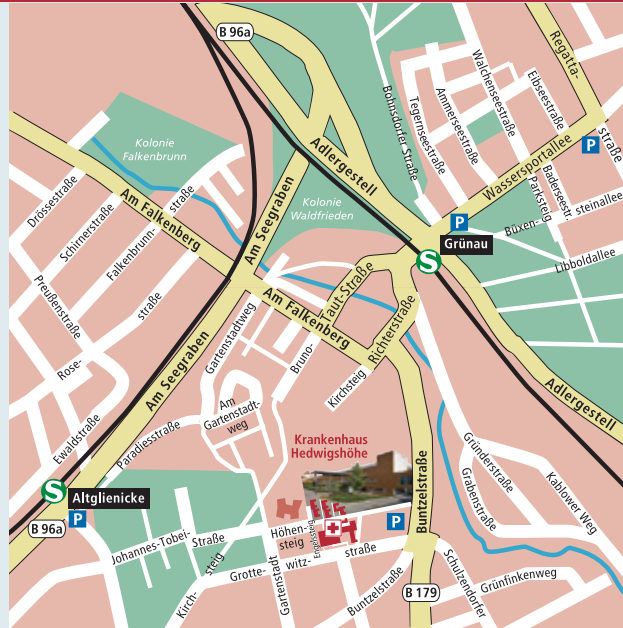 B 96a
Regatta-
straße
Walchenseestraße
Eibseestraße
Ammerseestraße
Tegernseestraße
Bohnsdorfer Straße
Adlergestell
Wassersportallee
P
Baderseestr.
Parksteig
Büxen-
steinallee
Libboldallee
P
Grünau
S
Kolonie
Falkenbrunn
Kolonie
Waldfrieden
Drössestraße
Schirnerstraße
Falkenbrunn-
straße
Am Falkenberg
Am Seegraben
Preußenstraße
Rose-
straße
Am Falkenberg
Taut-Straße
Bruno-
Richterstraße
Kirchsteig
Gartenstadtweg
Am
Gartenstadt-
weg
Am Seegraben
Paradiesstraße
Ewaldstraße
Adlergestell
Krankenhaus
Hedwigshöhe
Buntzelstraße
Gründerstraße
Grabenstraße
Kablower Weg
S
Altglienicke
B 96a
P
Johannes-Tobei-
Straße
Höhen-
steig
P
Kirch-
steig
Grotte-
witz-
straße
Gartenstadt
Buntzelstraße
B 179
Schulzendorfer
Grünfinkenweg